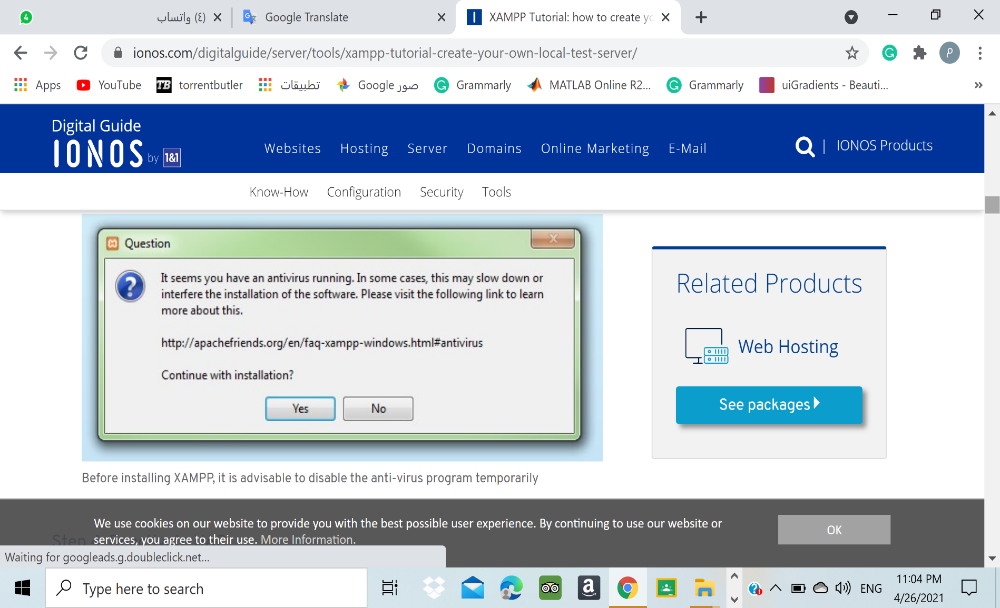 4
واتساب (٤)
Google Translate
XAMPP Tutorial: how to create yo
ionos.com/digitalguide/server/tools/xampp-tutorial-create-your-own-local-test-server/
Apps
YouTube
TB
torrentbutler
تطبيقات
صور Google
Grammarly
MATLAB Online R2...
Grammarly
uiGradients - Beauti...
»
Digital Guide
IONOS by 1&1
Websites Hosting Server Domains Online Marketing E-Mail
| IONOS Products
Know-How Configuration Security Tools
Question
It seems you have an antivirus running. In some cases, this may slow down or
interfere the installation of the software. Please visit the following link to learn
more about this.
http://apachefriends.org/en/faq-xampp-windows.html#antivirus
Continue with installation?
Yes No
Related Products
Web Hosting
See packages
Before installing XAMPP, it is advisable to disable the anti-virus program temporarily
We use cookies on our website to provide you with the best possible user experience. By continuing to use our website or
services, you agree to their use. More Information.
OK
Step
Waiting for googleads.g.doubleclick.net...
Type here to search
ENG
11:04 PM
4/26/2021